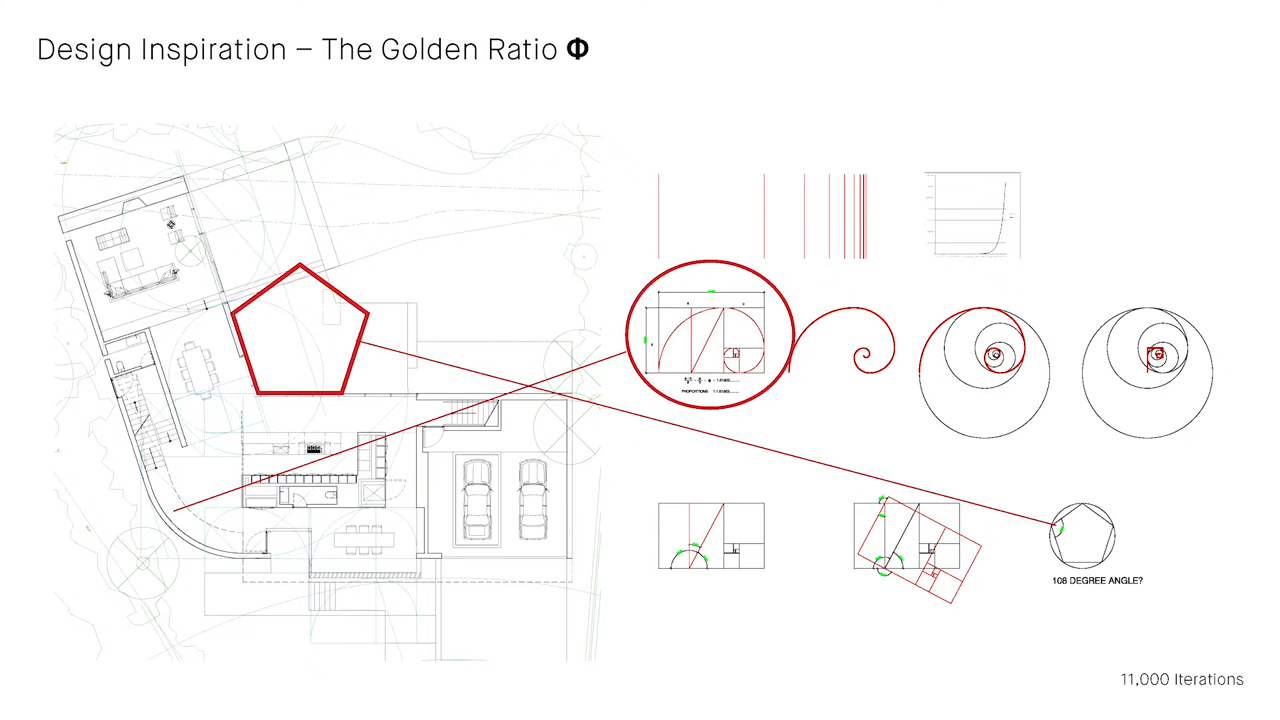 Design Inspiration – The Golden Ratio Φ
PROPORTIONS
108 DEGREE ANGLE?
11,000 Iterations